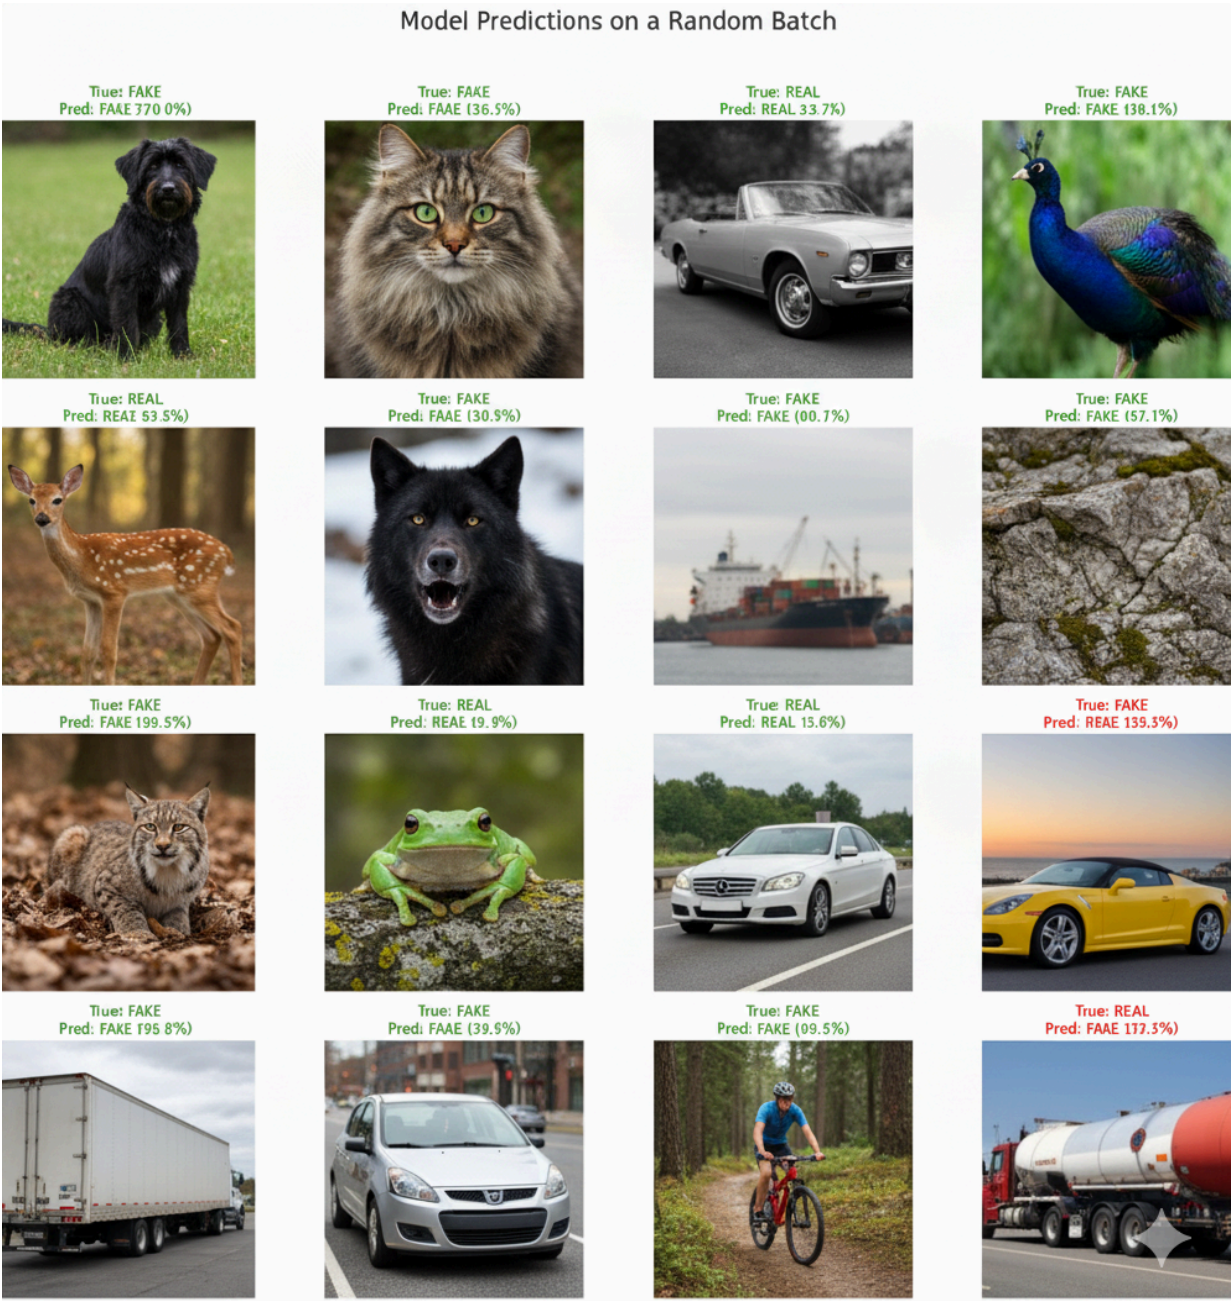 Model Predictions on a Random Batch
True: FAKE
Pred: FAKE 370 0%)
True: FAKE
Pred: FAAE (36.5%)
True: REAL
Pred: REAL 33.7%)
True: FAKE
Pred: FAKE 138.1%)
True: REAL
Pred: REAE 53.5%)
True: FAKE
Pred: FAAE (30.9%)
True: FAKE
Pred: FAKE (00.7%)
True: FAKE
Pred: FAKE (57.1%)
True: FAKE
Pred: FAKE 199.5%)
True: REAL
Pred: REAE (9.9%)
True: REAL
Pred: REAL 15.6%)
True: FAKE
Pred: REAE 135.3%)
True: FAKE
Pred: FAKE 195 8%)
True: FAKE
Pred: FAAE (39.5%)
True: FAKE
Pred: FAKE (09.5%)
True: REAL
Pred: FAAE 177.3%)